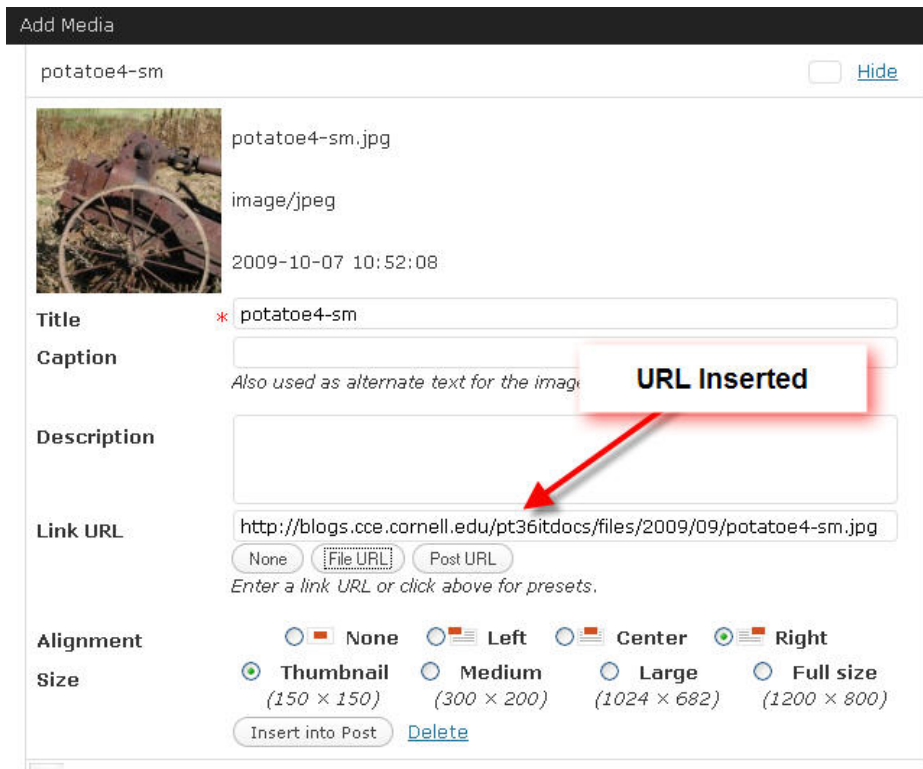 Add Media
potatoe4-sm Hide
potatoe4-sm.jpg
image/jpeg
2009-10-07 10:52:08
Title * potatoe4-sm
Caption
Also used as alternate text for the
URL Inserted
Description
Link URL http://blogs.cce.cornell.edu/pt36itdocs/files/2009/09/potatoe4-sm.jpg
None File URL Post URL
Enter a link URL or click above for presets.
Alignment None Left Center Right
Size Thumbnail Medium Large Full size
(150 × 150) (300 × 200) (1024 × 682) (1200 × 800)
Insert into Post Delete